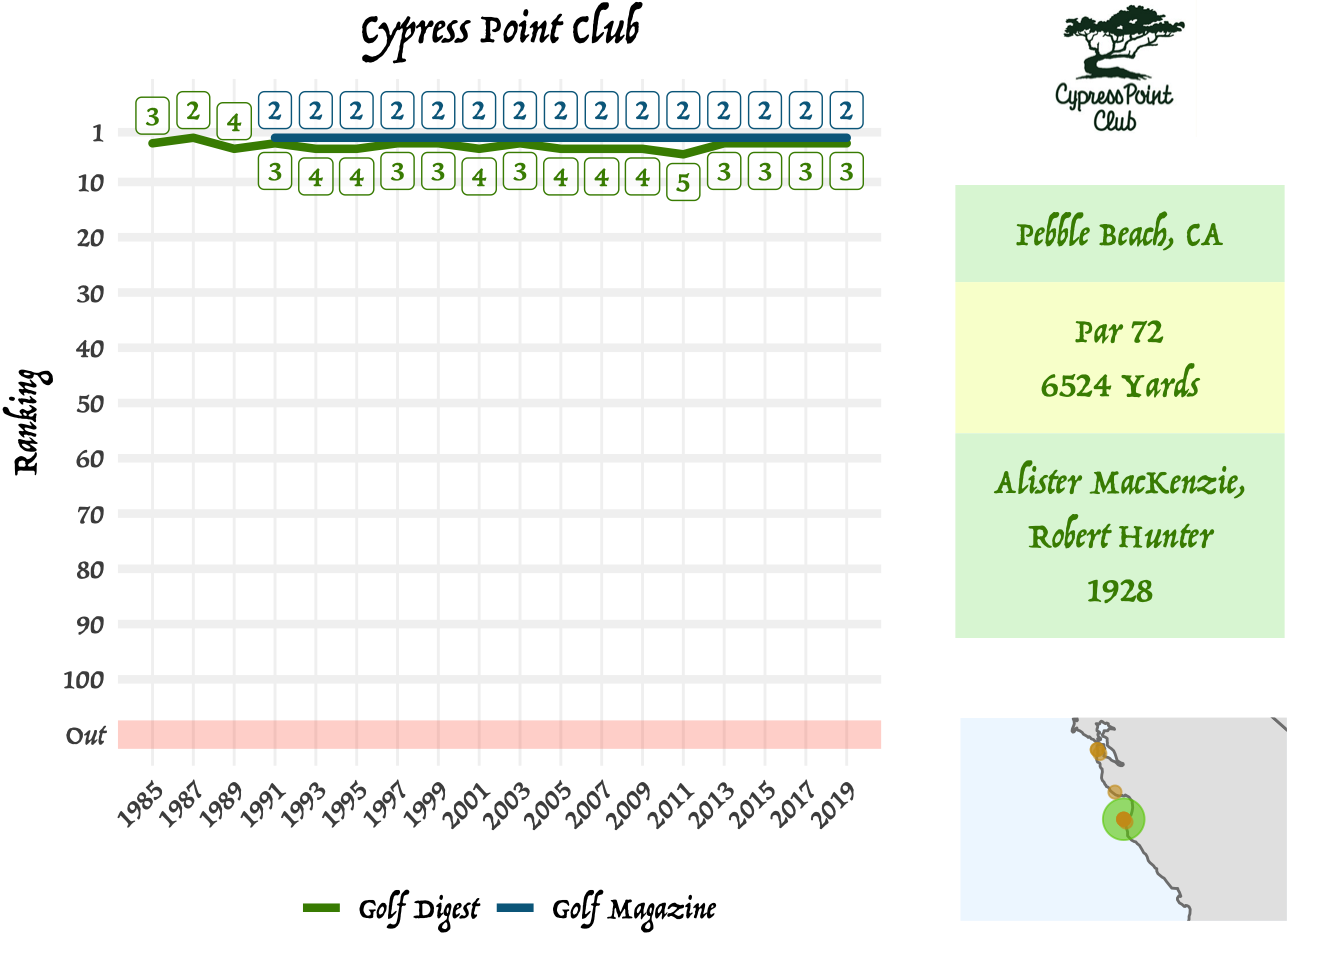 Cypress Point Club
3 2 4 2 2 2 2 2 2 2 2 2 2 2 2 2 2 2
1
3 4 4 3 3 4 3 4 4 4 5 3 3 3 3
10
20
30
40
50
60
70
80
90
100
Out
Ranking
1985 1987 1989 1991 1993 1995 1997 1999 2001 2003 2005 2007 2009 2011 2013 2015 2017 2019
Golf Digest Golf Magazine
Cypress Point
Club
Pebble Beach, CA
Par 72
6524 Yards
Alister MacKenzie,
Robert Hunter
1928